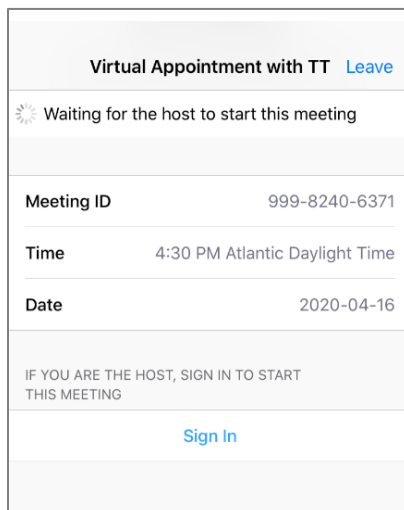 Virtual Appointment with TT Leave
Waiting for the host to start this meeting
Meeting ID 999-8240-6371
Time 4:30 PM Atlantic Daylight Time
Date 2020-04-16
IF YOU ARE THE HOST, SIGN IN TO START
THIS MEETING
Sign In